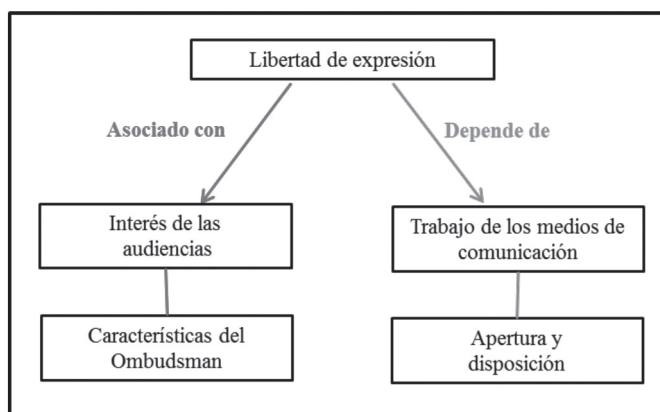 Libertad de expresión
Asociado con
Depende de
Interés de las
audiencias
Trabajo de los medios de
comunicación
Características del
Ombudsman
Apertura y
disposición